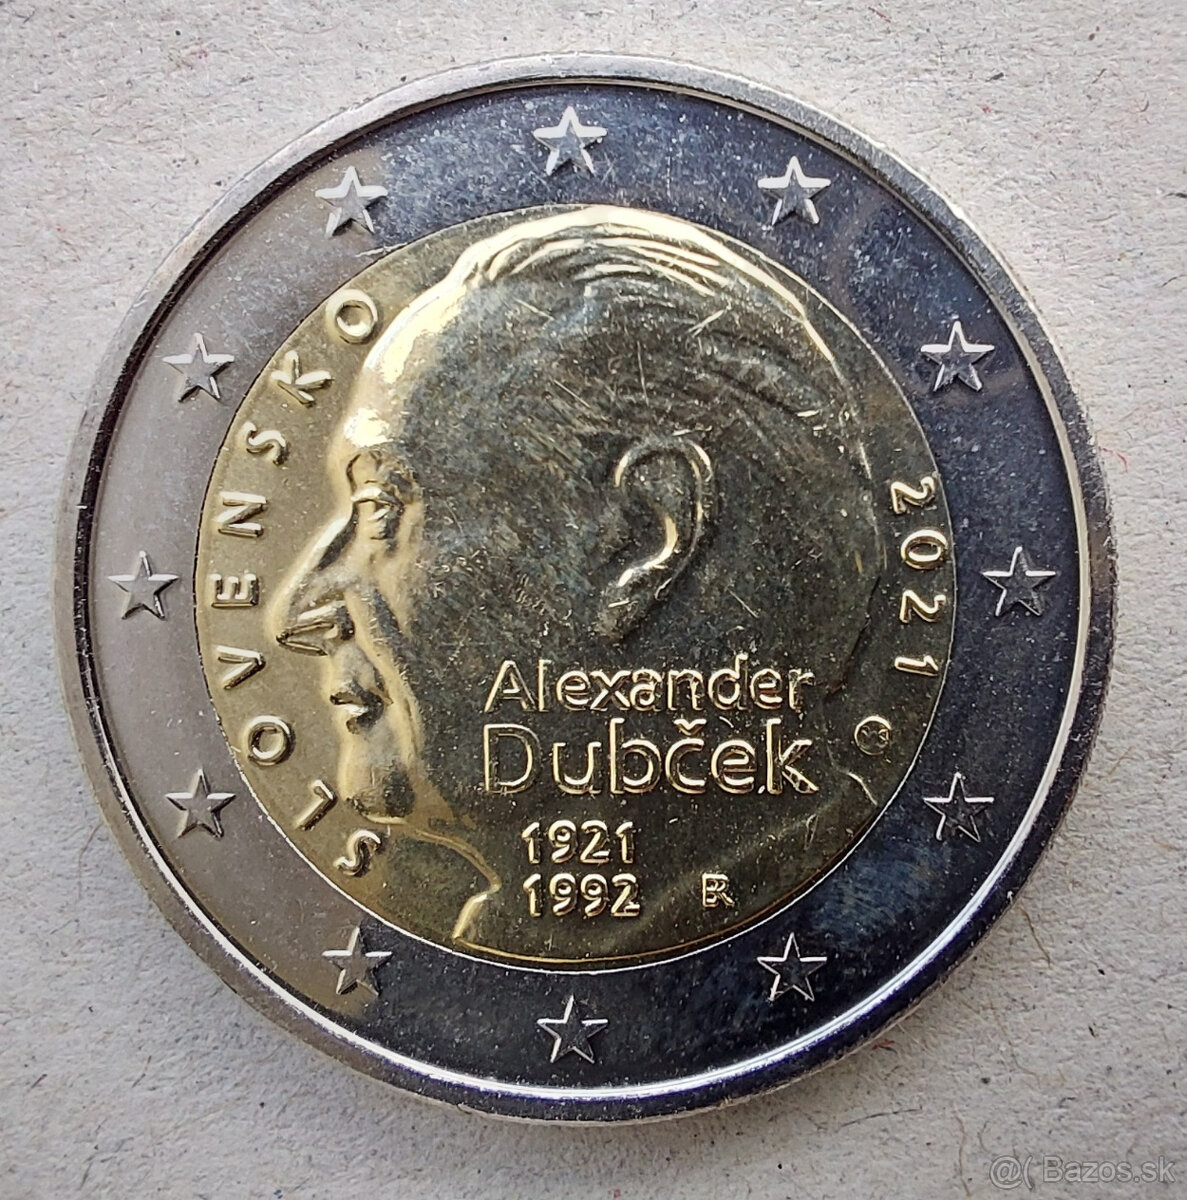 SLOVENSKO
2021
Alexander
Dubček
1921
1992
@( Bazos.sk